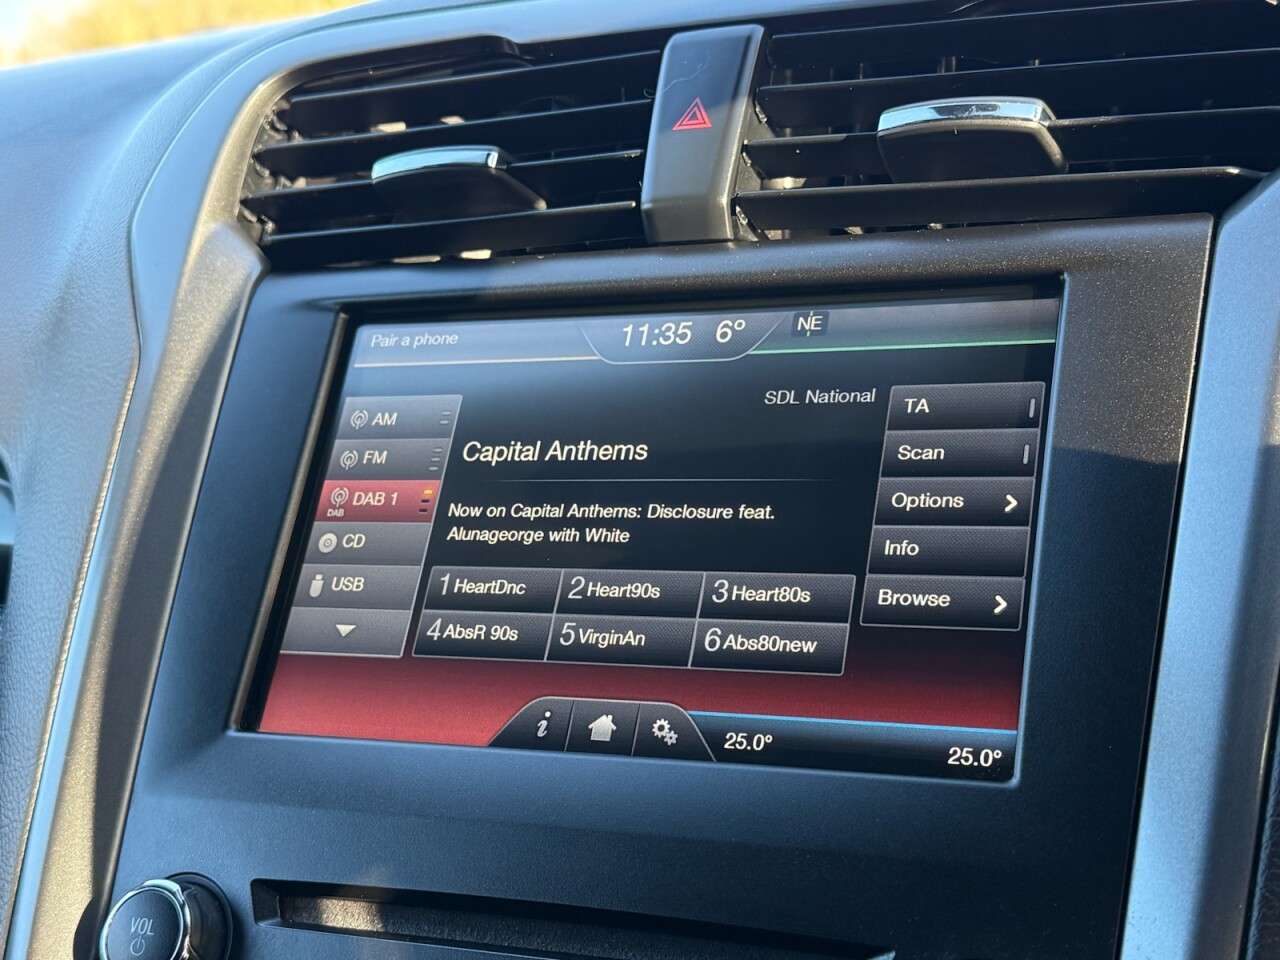 Pair a phone
11:35 6°
NE
SDL National
AM
FM
DAB 1
DAB
CD
USB
Capital Anthems
Now on Capital Anthems: Disclosure feat.
Alunageorge with White
1 HeartDnc
2 Heart90s
3 Heart80s
4 AbsR 90s
5 VirginAn
6 Abs80new
TA
Scan
Options
Info
Browse
i
25.0°
25.0°
VOL